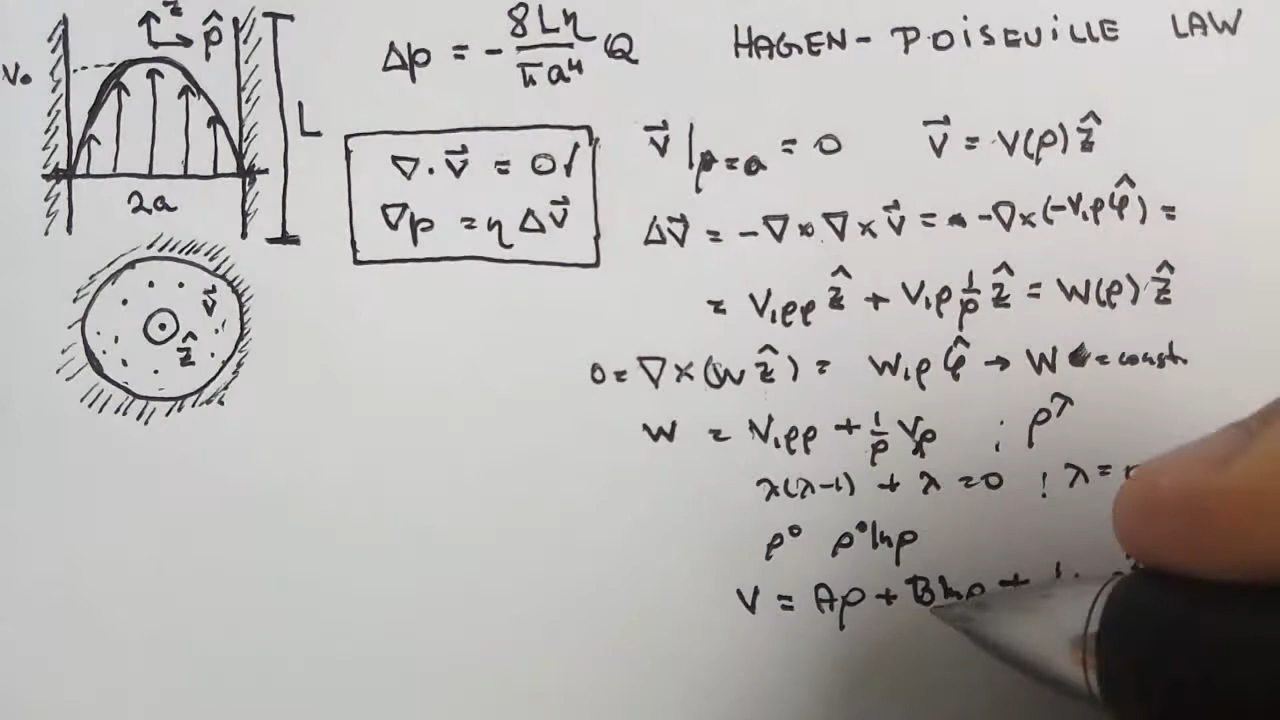 HAGEN-POISEUILLE LAW
z ρ̂
V₀
L
2a
Δp = - 8Lη/πa⁴ Q
∇·v⃗ = 0 ✓
∇p = η Δv⃗
v⃗ ẑ
v⃗|ρ=a = 0 v⃗ = v(ρ)ẑ
Δv⃗ = -∇×∇×v⃗ = -∇×(-v,ρ φ̂) =
= v,ρρ ẑ + v,ρ 1/ρ ẑ = w(ρ) ẑ
0 = ∇×(w ẑ) = w,ρ φ̂ → w = const.
w = v,ρρ + 1/ρ v,ρ ; ρ^λ
λ(λ-1) + λ = 0 ; λ =
ρ⁰ ρ⁰lnρ
v = Aρ + Blnρ +